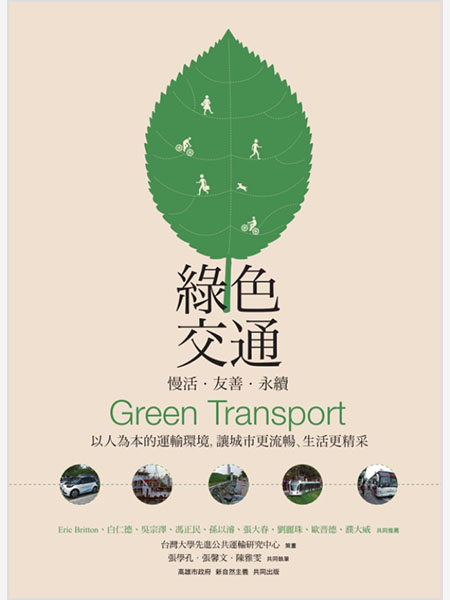 綠色
交通
慢活·友善·永續
Green Transport
以人為本的運輸環境,讓城市更流暢、生活更精采
Eric Britton、白仁德、吳宗澤、馮正民、孫以濬、張大春、劉麗珠、歐晉德、濮大威 共同推薦
台灣大學先進公共運輸研究中心 策畫
張學孔·張馨文·陳雅雯 共同執筆
高雄市政府 新自然主義 共同出版